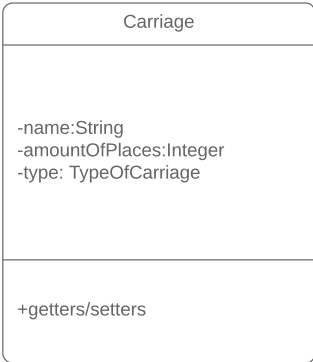 Carriage
-name:String
-amountOfPlaces:Integer
-type: TypeOfCarriage
+getters/setters